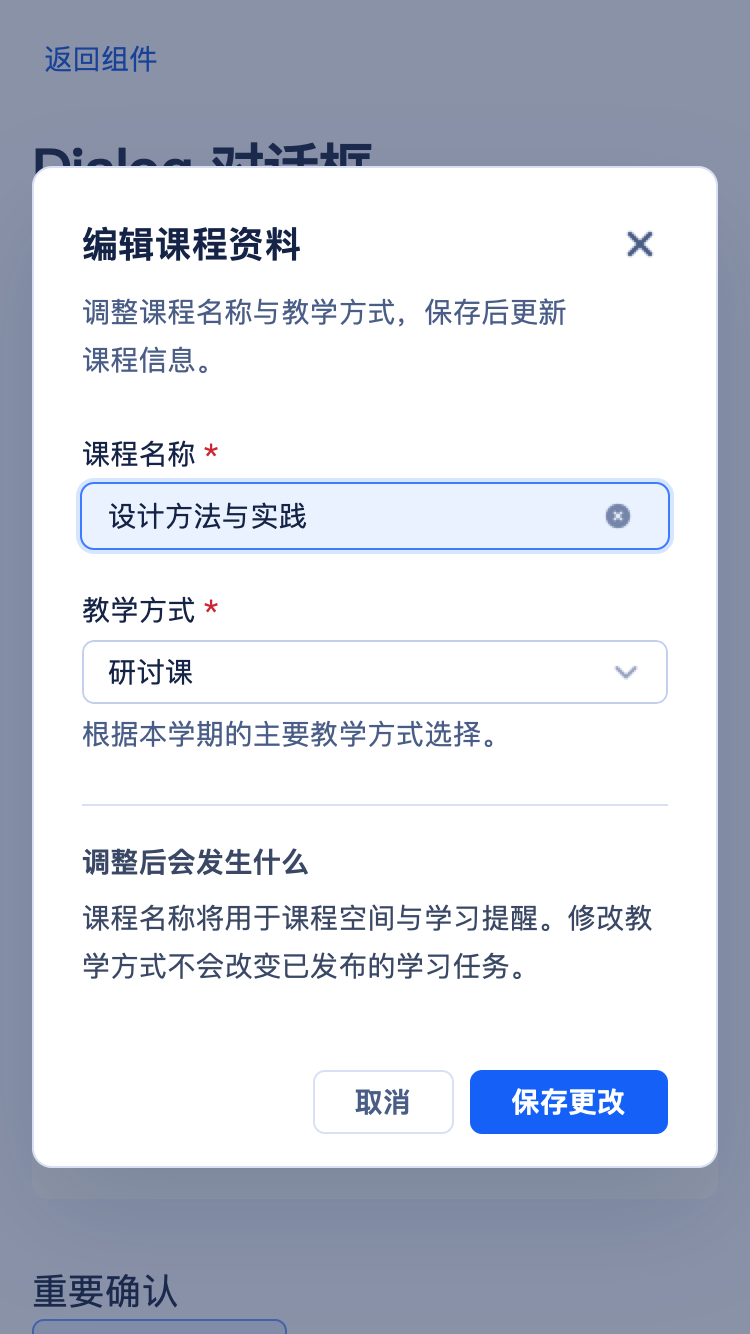 返回组件
Dialog 对话框
编辑课程资料
调整课程名称与教学方式，保存后更新
课程信息。
课程名称 *
设计方法与实践
教学方式 *
研讨课
根据本学期的主要教学方式选择。
调整后会发生什么
课程名称将用于课程空间与学习提醒。修改教
学方式不会改变已发布的学习任务。
取消
保存更改
重要确认